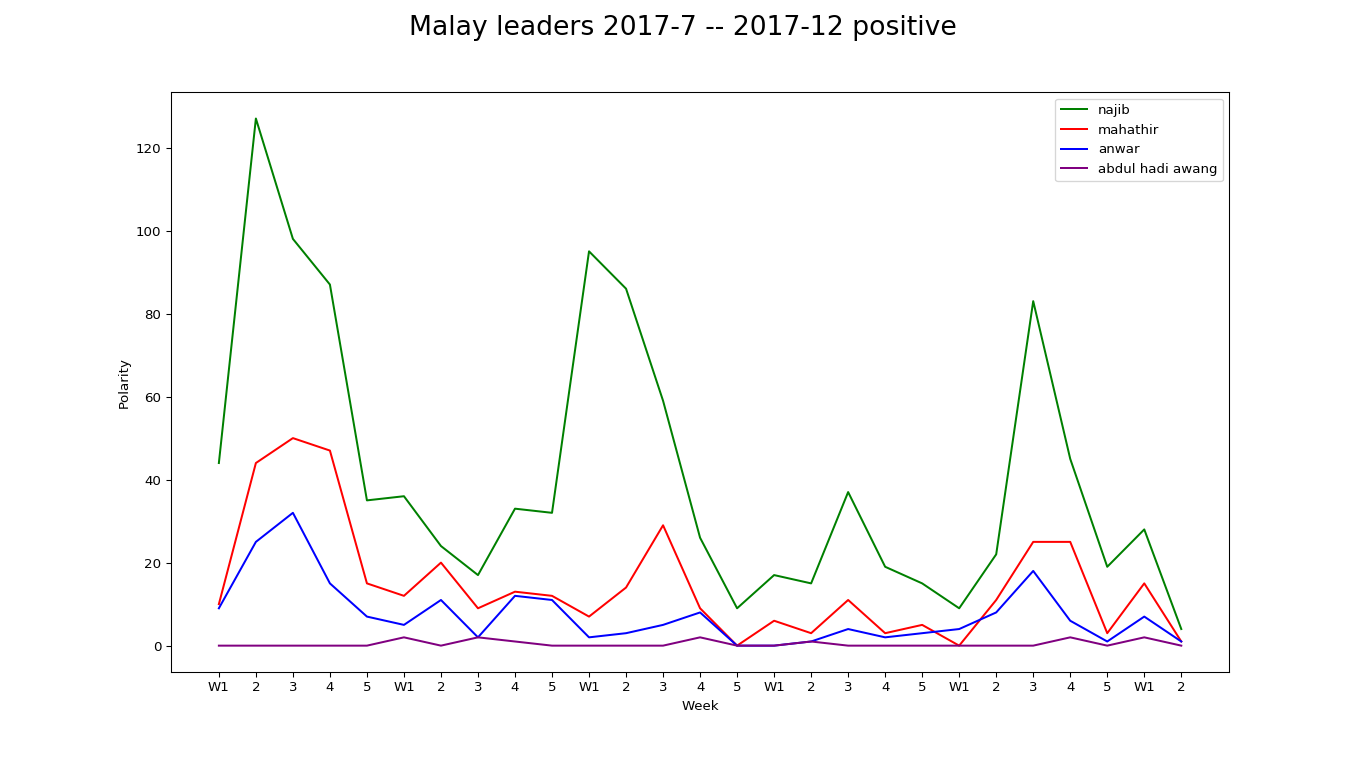 Malay leaders 2017-7 -- 2017-12 positive
najib
mahathir
anwar
abdul hadi awang
120
100
80
60
40
20
0
Polarity
W1 2 3 4 5 W1 2 3 4 5 W1 2 3 4 5 W1 2 3 4 5 W1 2 3 4 5 W1 2
Week